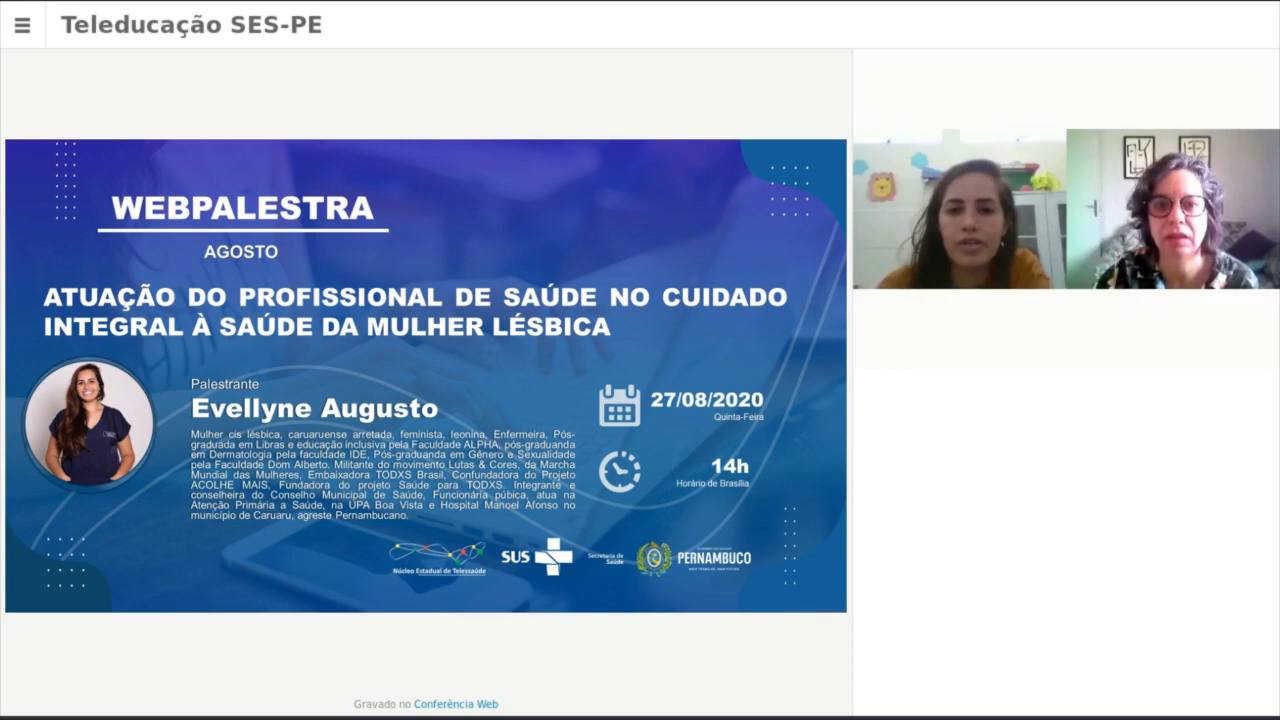 Teleducação SES-PE
WEBPALESTRA
AGOSTO
ATUAÇÃO DO PROFISSIONAL DE SAÚDE NO CUIDADO
INTEGRAL À SAÚDE DA MULHER LÉSBICA
Palestrante
Evellyne Augusto
Mulher cis lésbica, caruaruense arretada, feminista, leonina, Enfermeira, Pós-
graduada em Libras e educação inclusiva pela Faculdade ALPHA, pós-graduanda
em Dermatologia pela faculdade IDE, Pós-graduanda em Gênero e Sexualidade
pela Faculdade Dom Alberto. Militante do movimento Lutas & Cores, da Marcha
Mundial das Mulheres, Embaixadora TODXS Brasil, Confundadora do Projeto
ACOLHE MAIS, Fundadora do projeto Saúde para TODXS. Integrante e
conselheira do Conselho Municipal de Saúde, Funcionária púbica, atua na
Atenção Primária a Saúde, na UPA Boa Vista e Hospital Manoel Afonso no
município de Caruaru, agreste Pernambucano.
27/08/2020
Quinta-Feira
14h
Horário de Brasília
Núcleo Estadual de Telessaúde
SUS
Secretaria de
Saúde
PERNAMBUCO
Gravado no Conferência Web